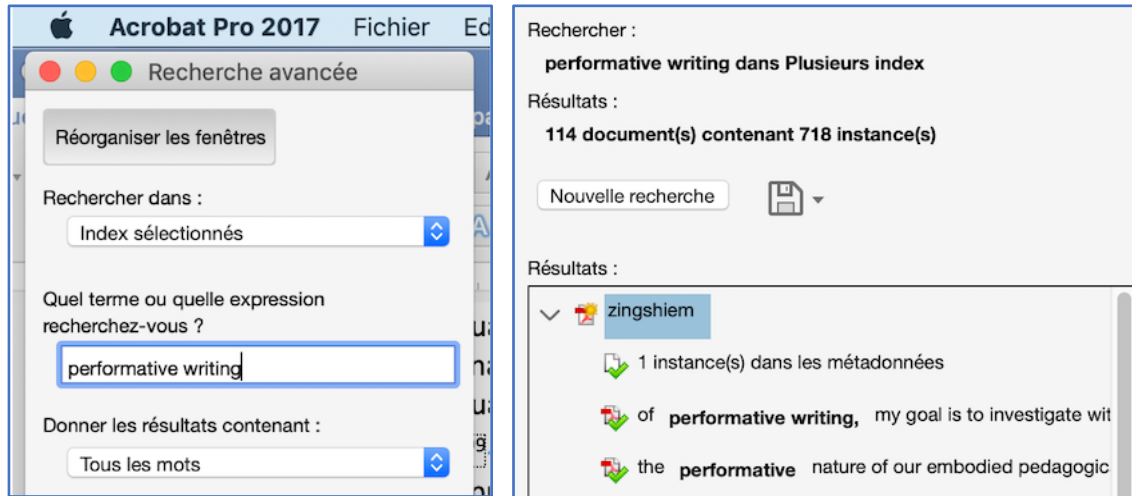 Acrobat Pro 2017 Fichier Ed
Recherche avancée
Réorganiser les fenêtres
Rechercher dans :
Index sélectionnés
Quel terme ou quelle expression
recherchez-vous ?
performative writing
Donner les résultats contenant :
Tous les mots
Rechercher :
performative writing dans Plusieurs index
Résultats :
114 document(s) contenant 718 instance(s)
Nouvelle recherche
Résultats :
zingshiem
1 instance(s) dans les métadonnées
of performative writing, my goal is to investigate wit
the performative nature of our embodied pedagogic